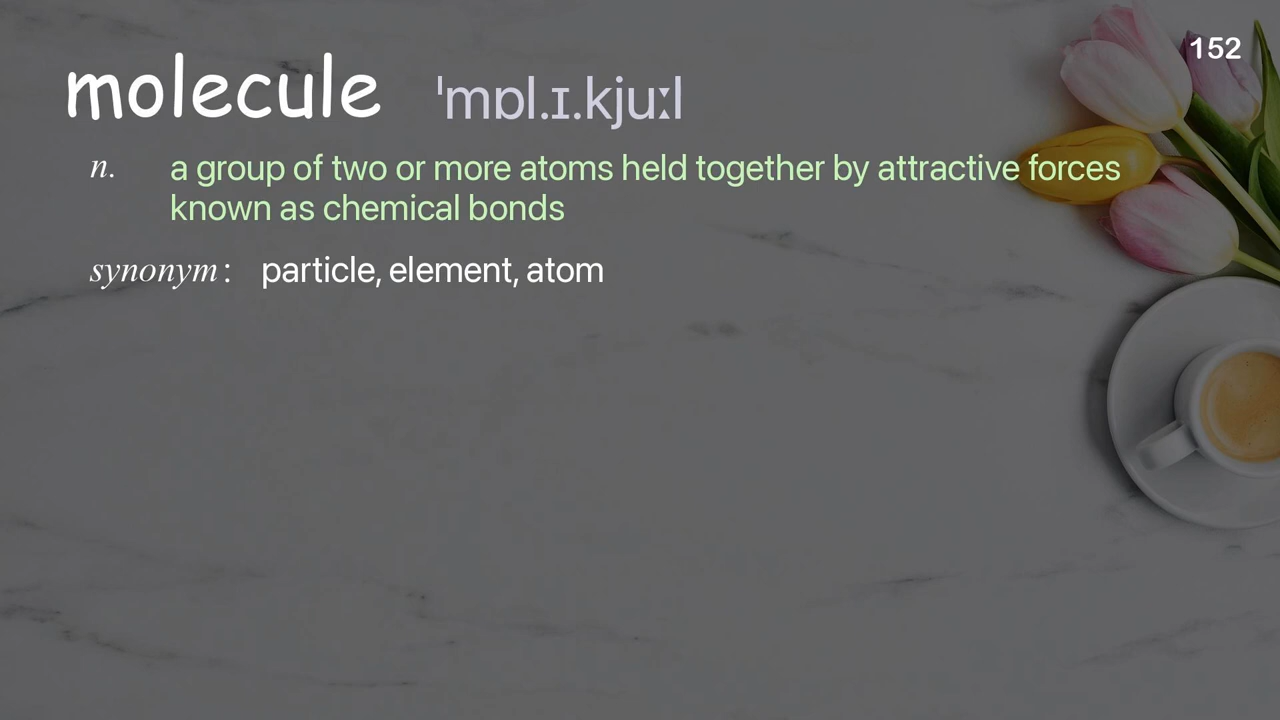 152
molecule ˈmɒl.ɪ.kjuːl
n. a group of two or more atoms held together by attractive forces
known as chemical bonds
synonym: particle, element, atom